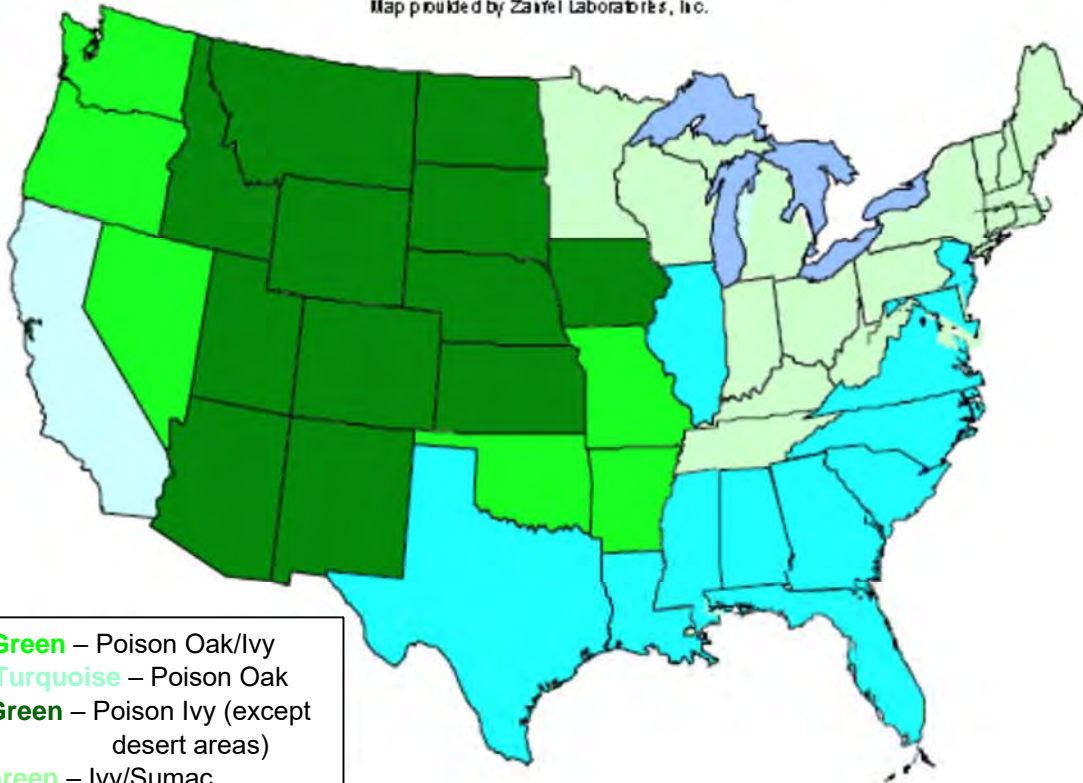 Map provided by Zanfel Laboratories, Inc.
Green – Poison Oak/Ivy
Turquoise – Poison Oak
Green – Poison Ivy (except
desert areas)
Green – Ivy/Sumac